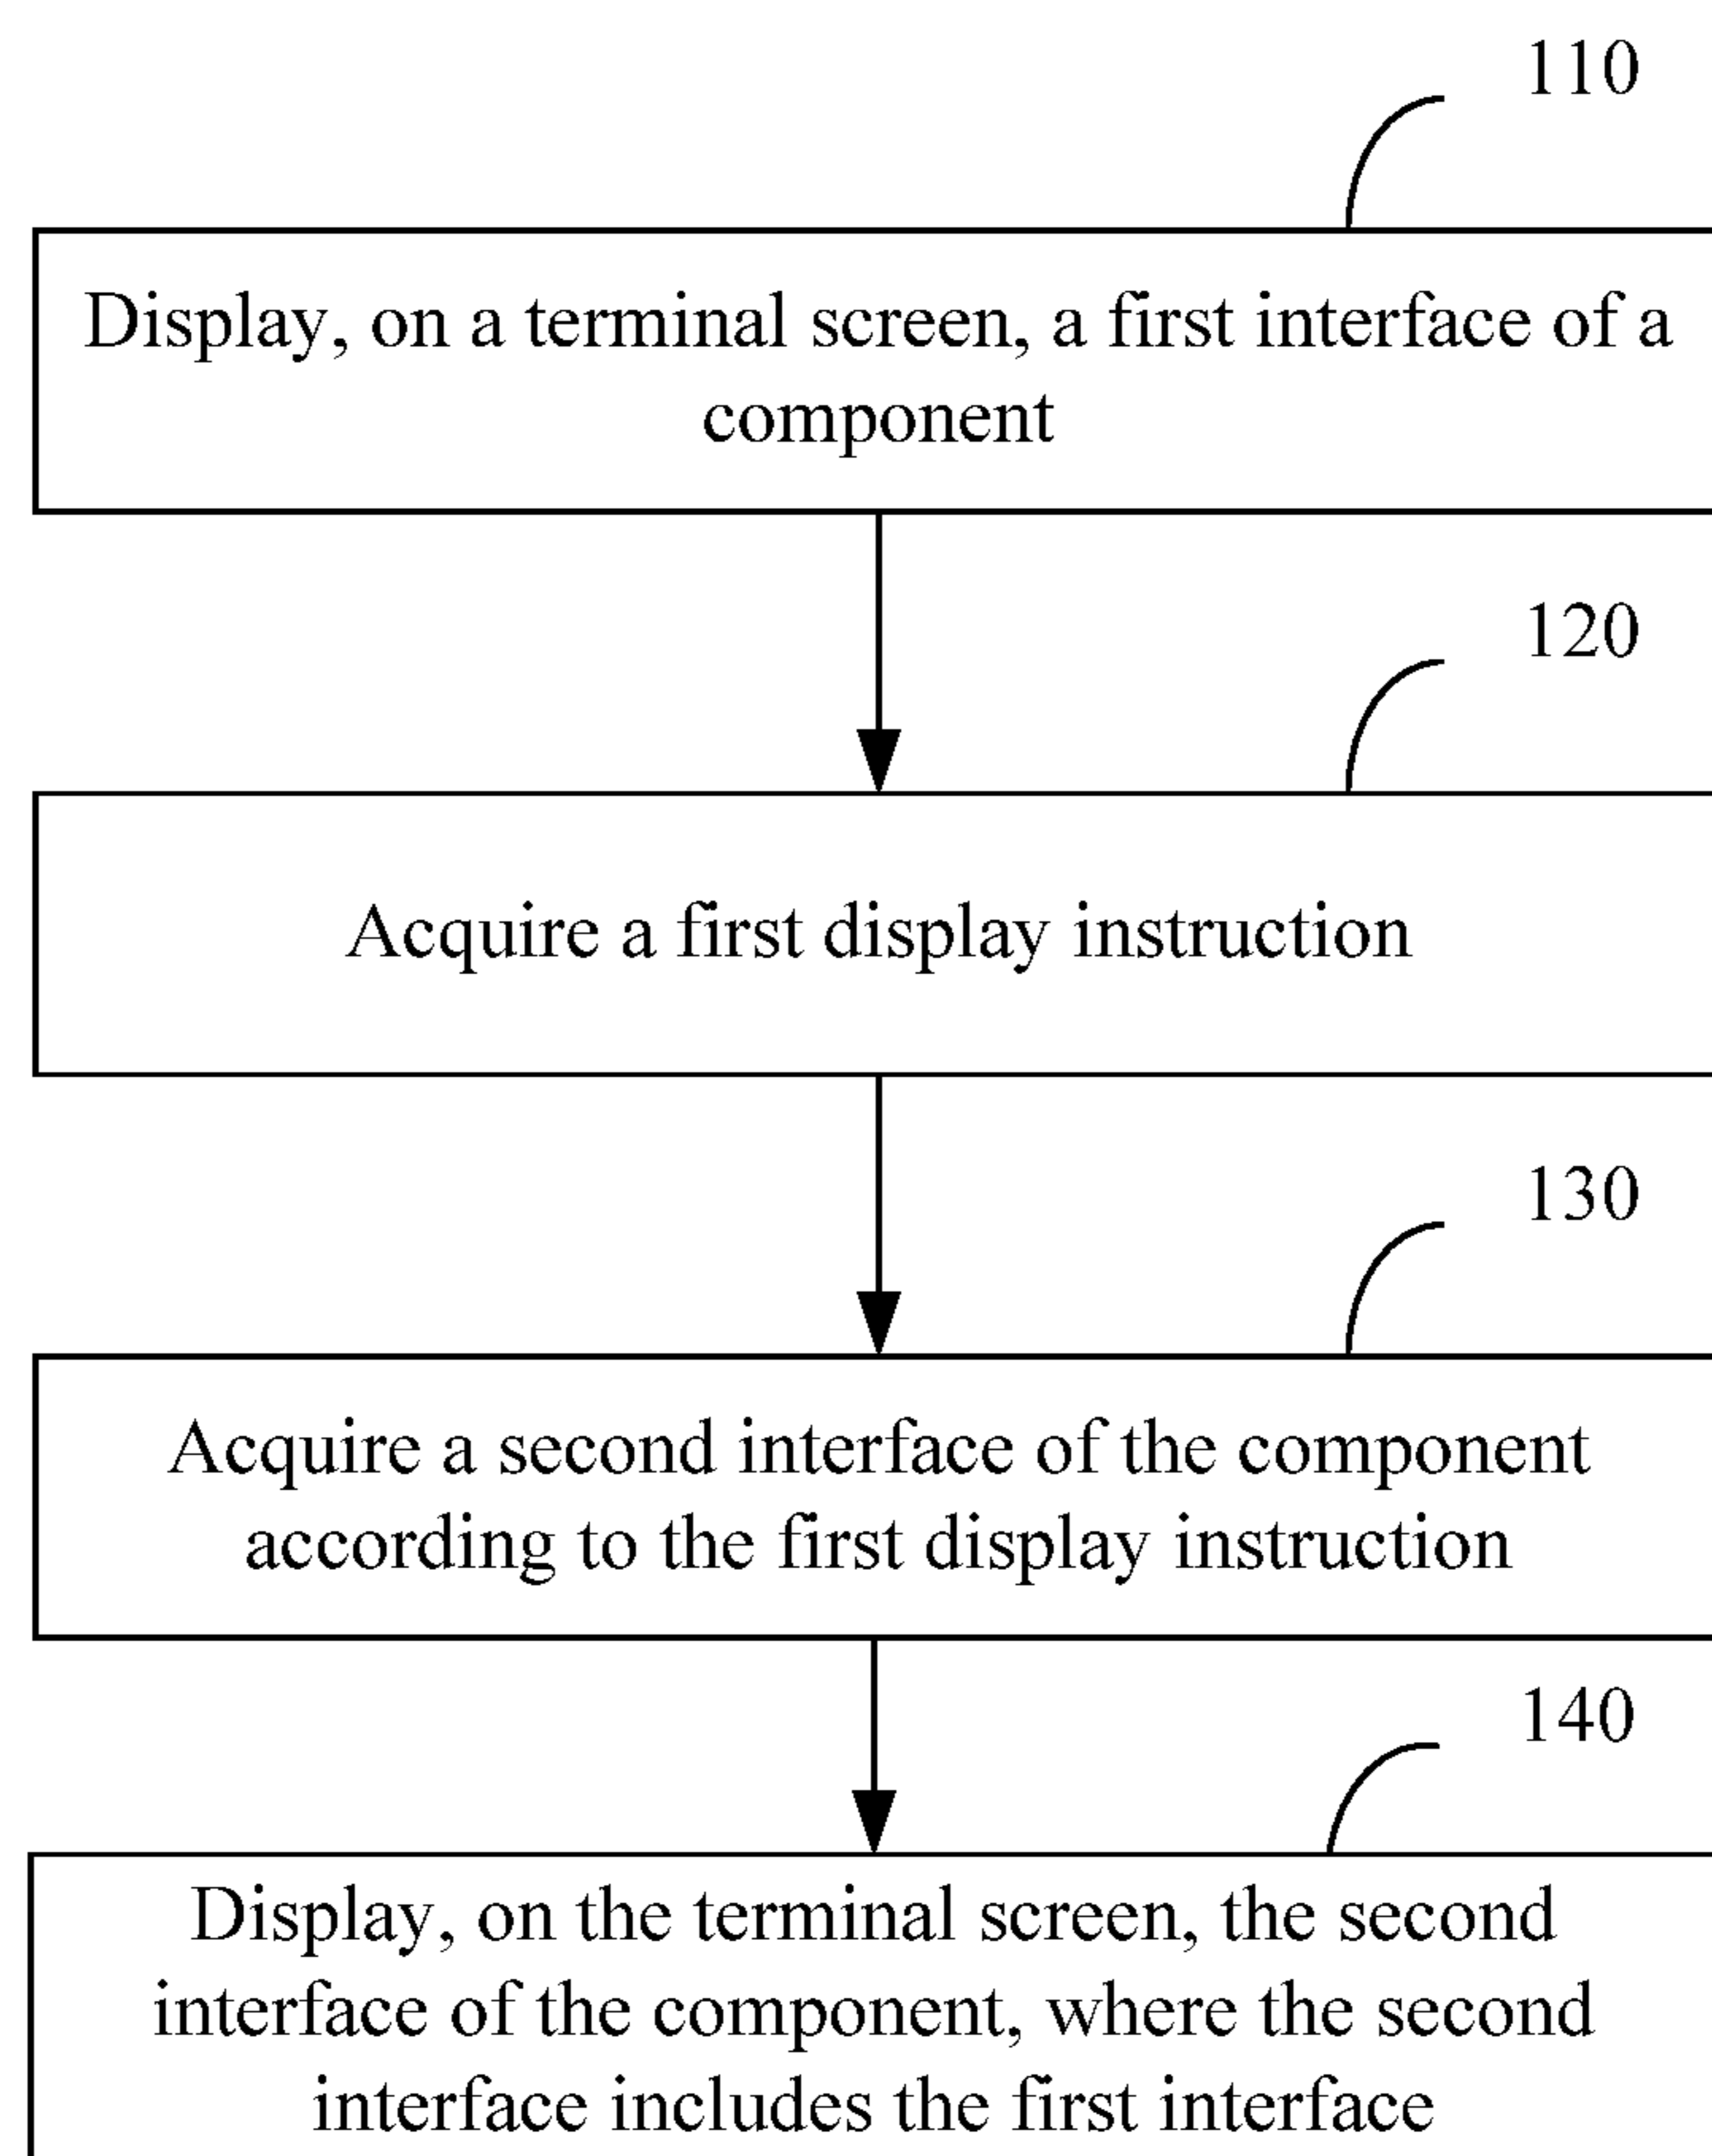 110
Display, on a terminal screen, a first interface of a
component
120
Acquire a first display instruction
130
Acquire a second interface of the component
according to the first display instruction
140
Display, on the terminal screen, the second
interface of the component, where the second
interface includes the first interface